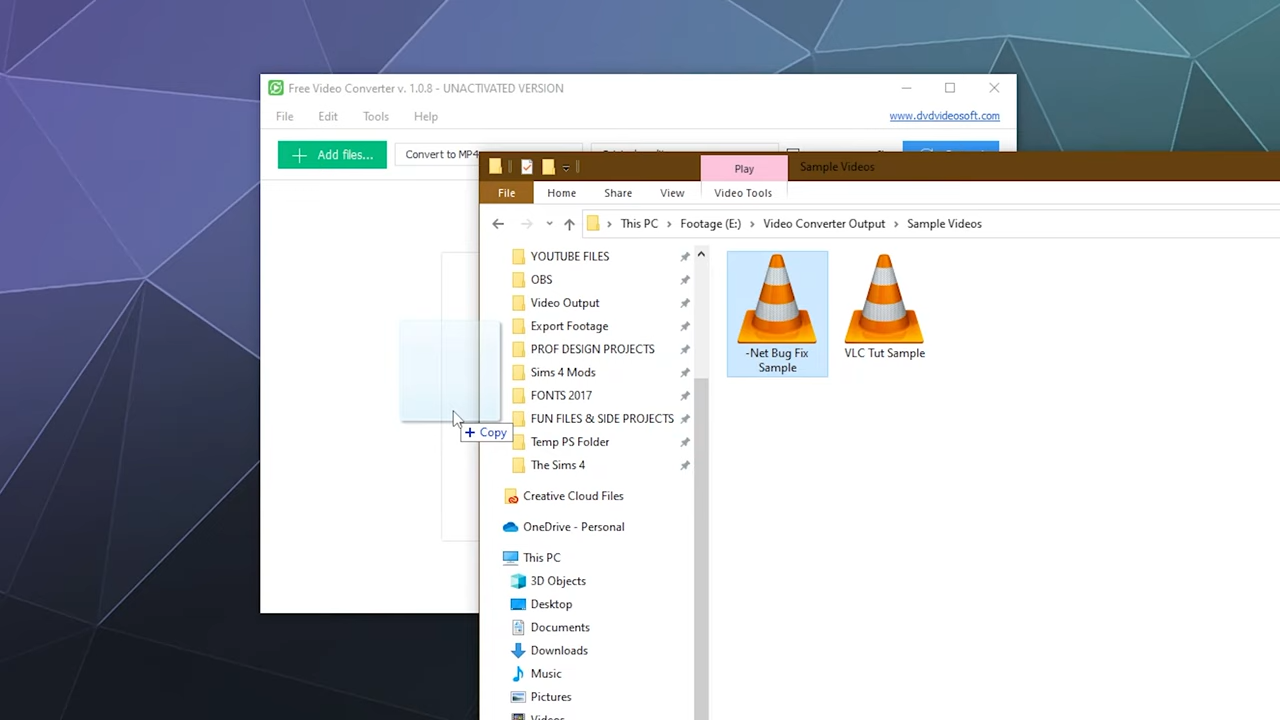 Free Video Converter v. 1.0.8 - UNACTIVATED VERSION
File Edit Tools Help
www.dvdvideosoft.com
Add files...
Convert to MP4
Play
Sample Videos
File Home Share View Video Tools
This PC > Footage (E:) > Video Converter Output > Sample Videos
YOUTUBE FILES
OBS
Video Output
Export Footage
PROF DESIGN PROJECTS
Sims 4 Mods
FONTS 2017
FUN FILES & SIDE PROJECTS
Temp PS Folder
The Sims 4
Creative Cloud Files
OneDrive - Personal
This PC
3D Objects
Desktop
Documents
Downloads
Music
Pictures
Videos
-Net Bug Fix
Sample
VLC Tut Sample
+ Copy